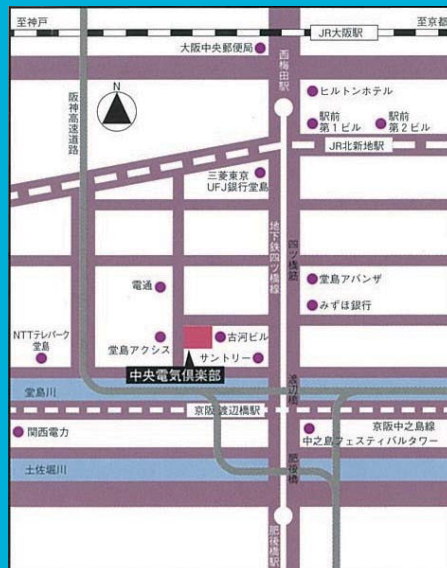 至神戸
至京都
JR大阪駅
大阪中央郵便局
西梅田駅
ヒルトンホテル
阪神高速道路
N
駅前
第1ビル
駅前
第2ビル
JR北新地駅
三菱東京
UFJ銀行堂島
地下鉄四ツ橋線
四ツ橋筋
電通
堂島アバンザ
みずほ銀行
NTTテレパーク
堂島
堂島アクシス
古河ビル
サントリー
中央電気倶楽部
堂島川
渡辺橋
京阪渡辺橋駅
関西電力
京阪中之島線
中之島フェスティバルタワー
土佐堀川
肥後橋
肥後橋駅